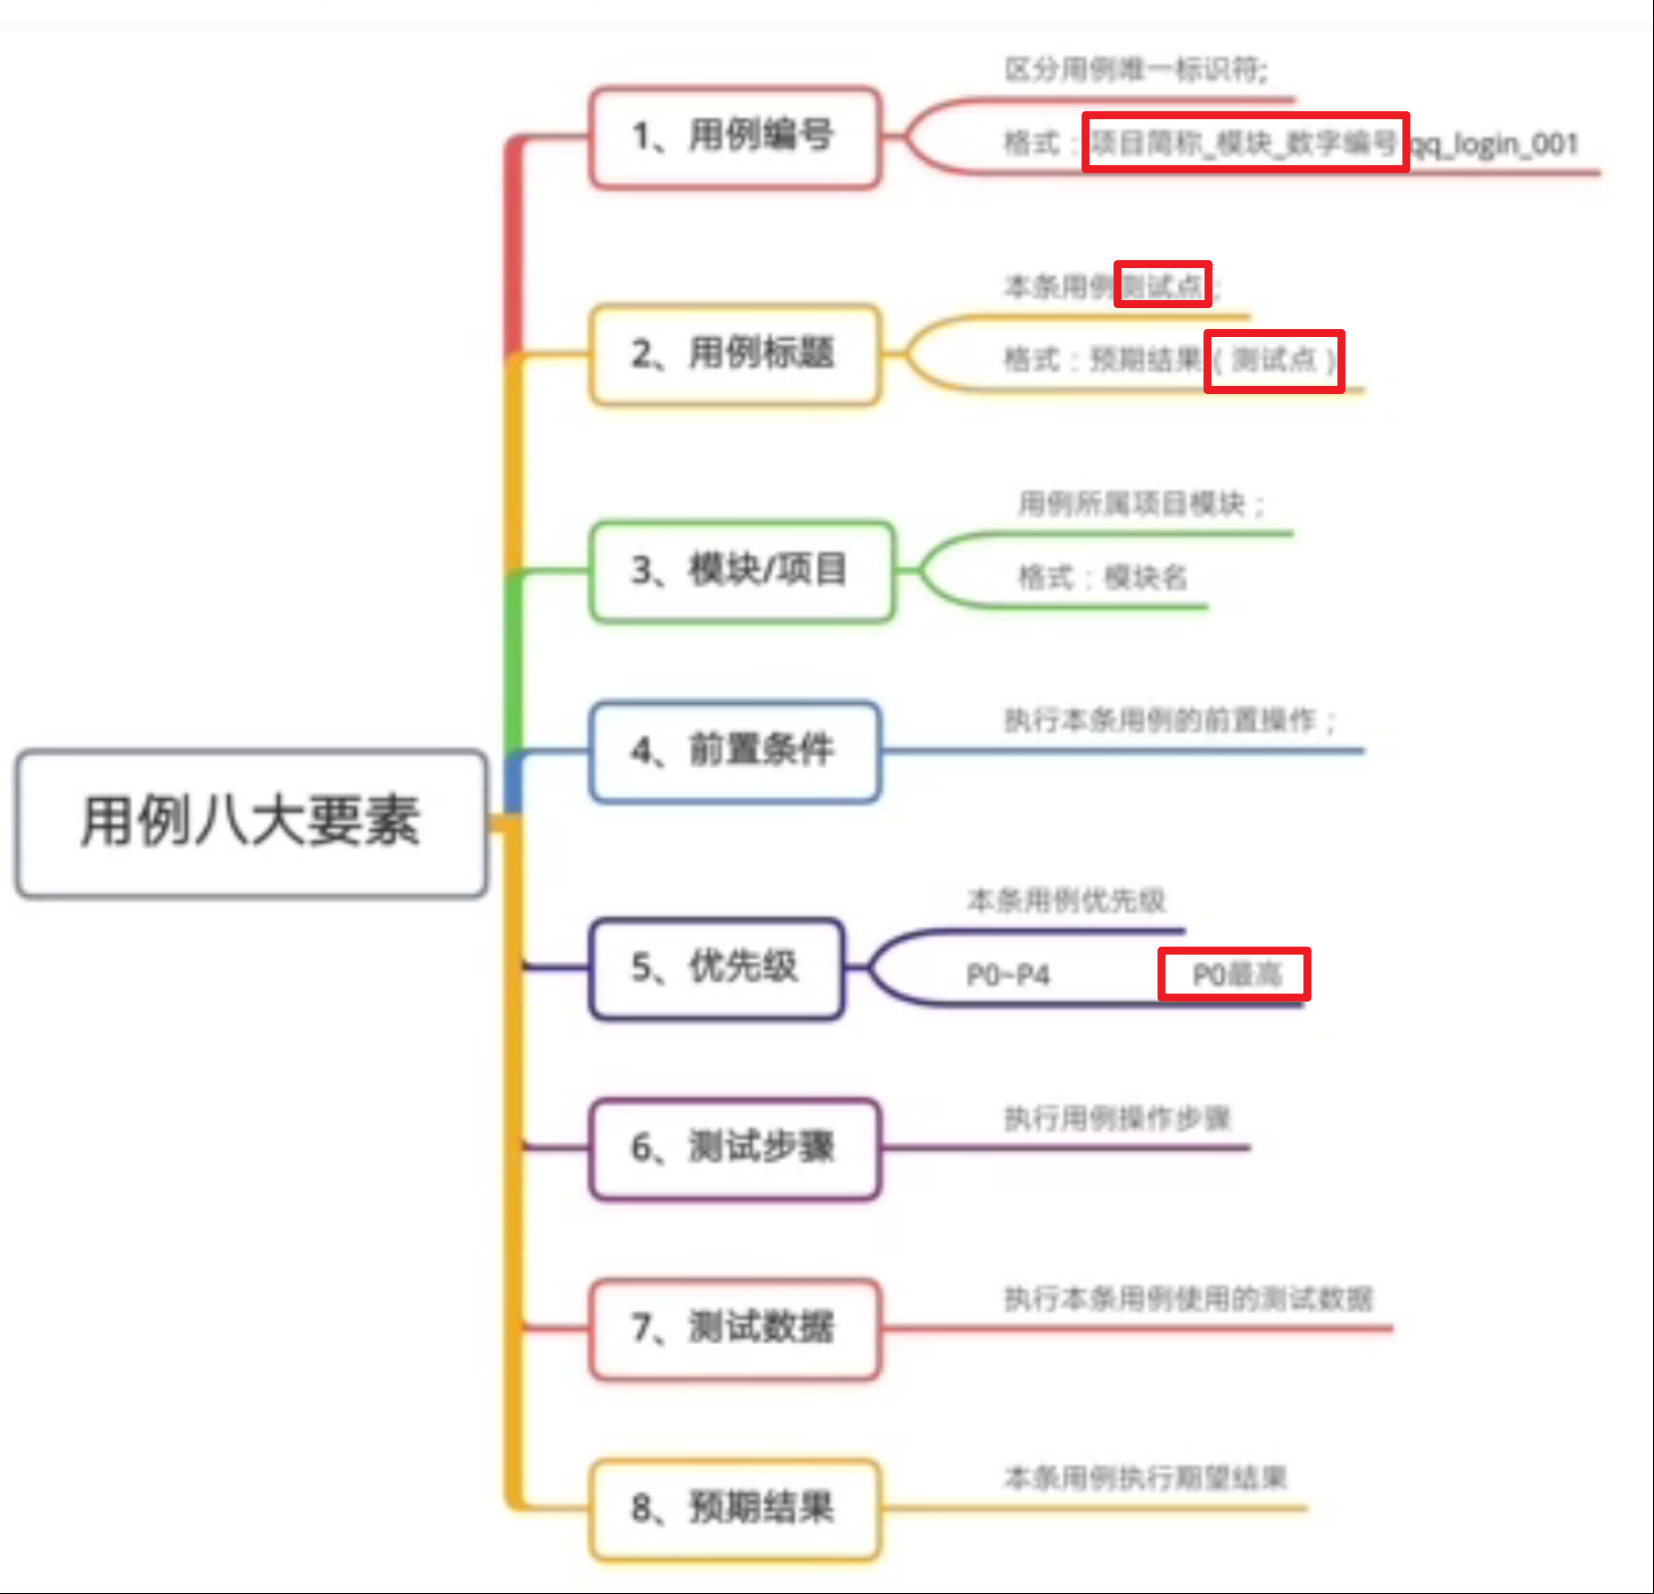 区分用例唯一标识符;
1、用例编号
格式：项目简称_模块_数字编号 qq_login_001
本条用例测试点；
2、用例标题
格式：预期结果（测试点）
用例所属项目模块；
3、模块/项目
格式：模块名
4、前置条件
执行本条用例的前置操作；
用例八大要素
本条用例优先级
5、优先级
P0~P4 P0最高
6、测试步骤
执行用例操作步骤
7、测试数据
执行本条用例使用的测试数据
8、预期结果
本条用例执行期望结果